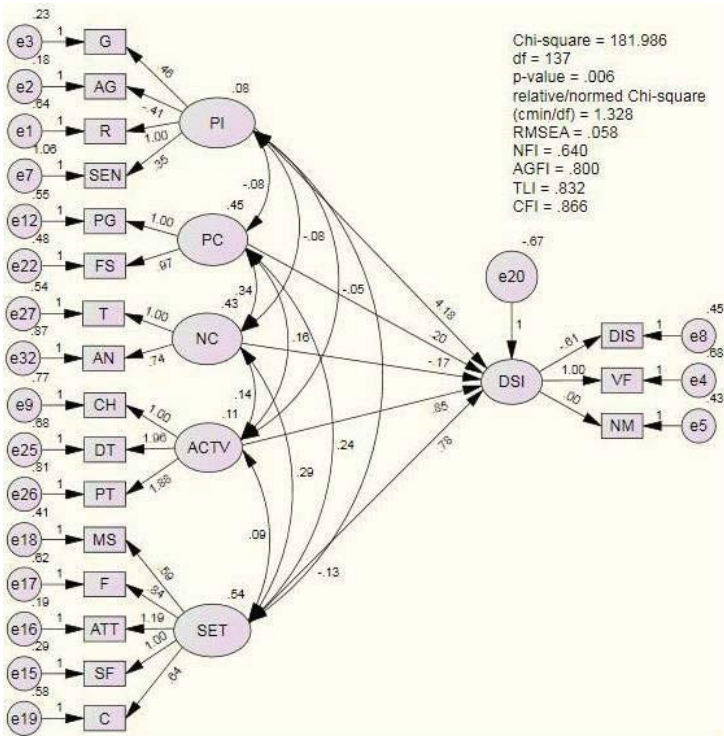 .23
e3 1 G
.46
.18
e2 1 AG
-.41
.64
e1 1 R
1.00
1.06
e7 1 SEN
.35
.08
PI
.55
e12 1 PG
1.00
.48
e22 1 FS
.97
.45
PC
.54
e27 1 T
1.00
.87
e32 1 AN
.74
.43
NC
.77
e9 1 CH
1.00
.68
e25 1 DT
1.96
.81
e26 1 PT
1.88
.11
ACTV
.41
e18 1 MS
.59
.62
e17 1 F
.84
.19
e16 1 ATT
1.19
.29
e15 1 SF
1.00
.58
e19 1 C
.64
.54
SET
-.08
-.08
-.05
.34
.16
.14
.24
.29
.09
-.13
4.18
.20
-.17
.85
.78
Chi-square = 181.986
df = 137
p-value = .006
relative/normed Chi-square
(cmin/df) = 1.328
RMSEA = .058
NFI = .640
AGFI = .800
TLI = .832
CFI = .866
-.67
e20
1
DSI
.45
-.61 DIS 1 e8
.68
1.00 VF 1 e4
.43
.00 NM 1 e5